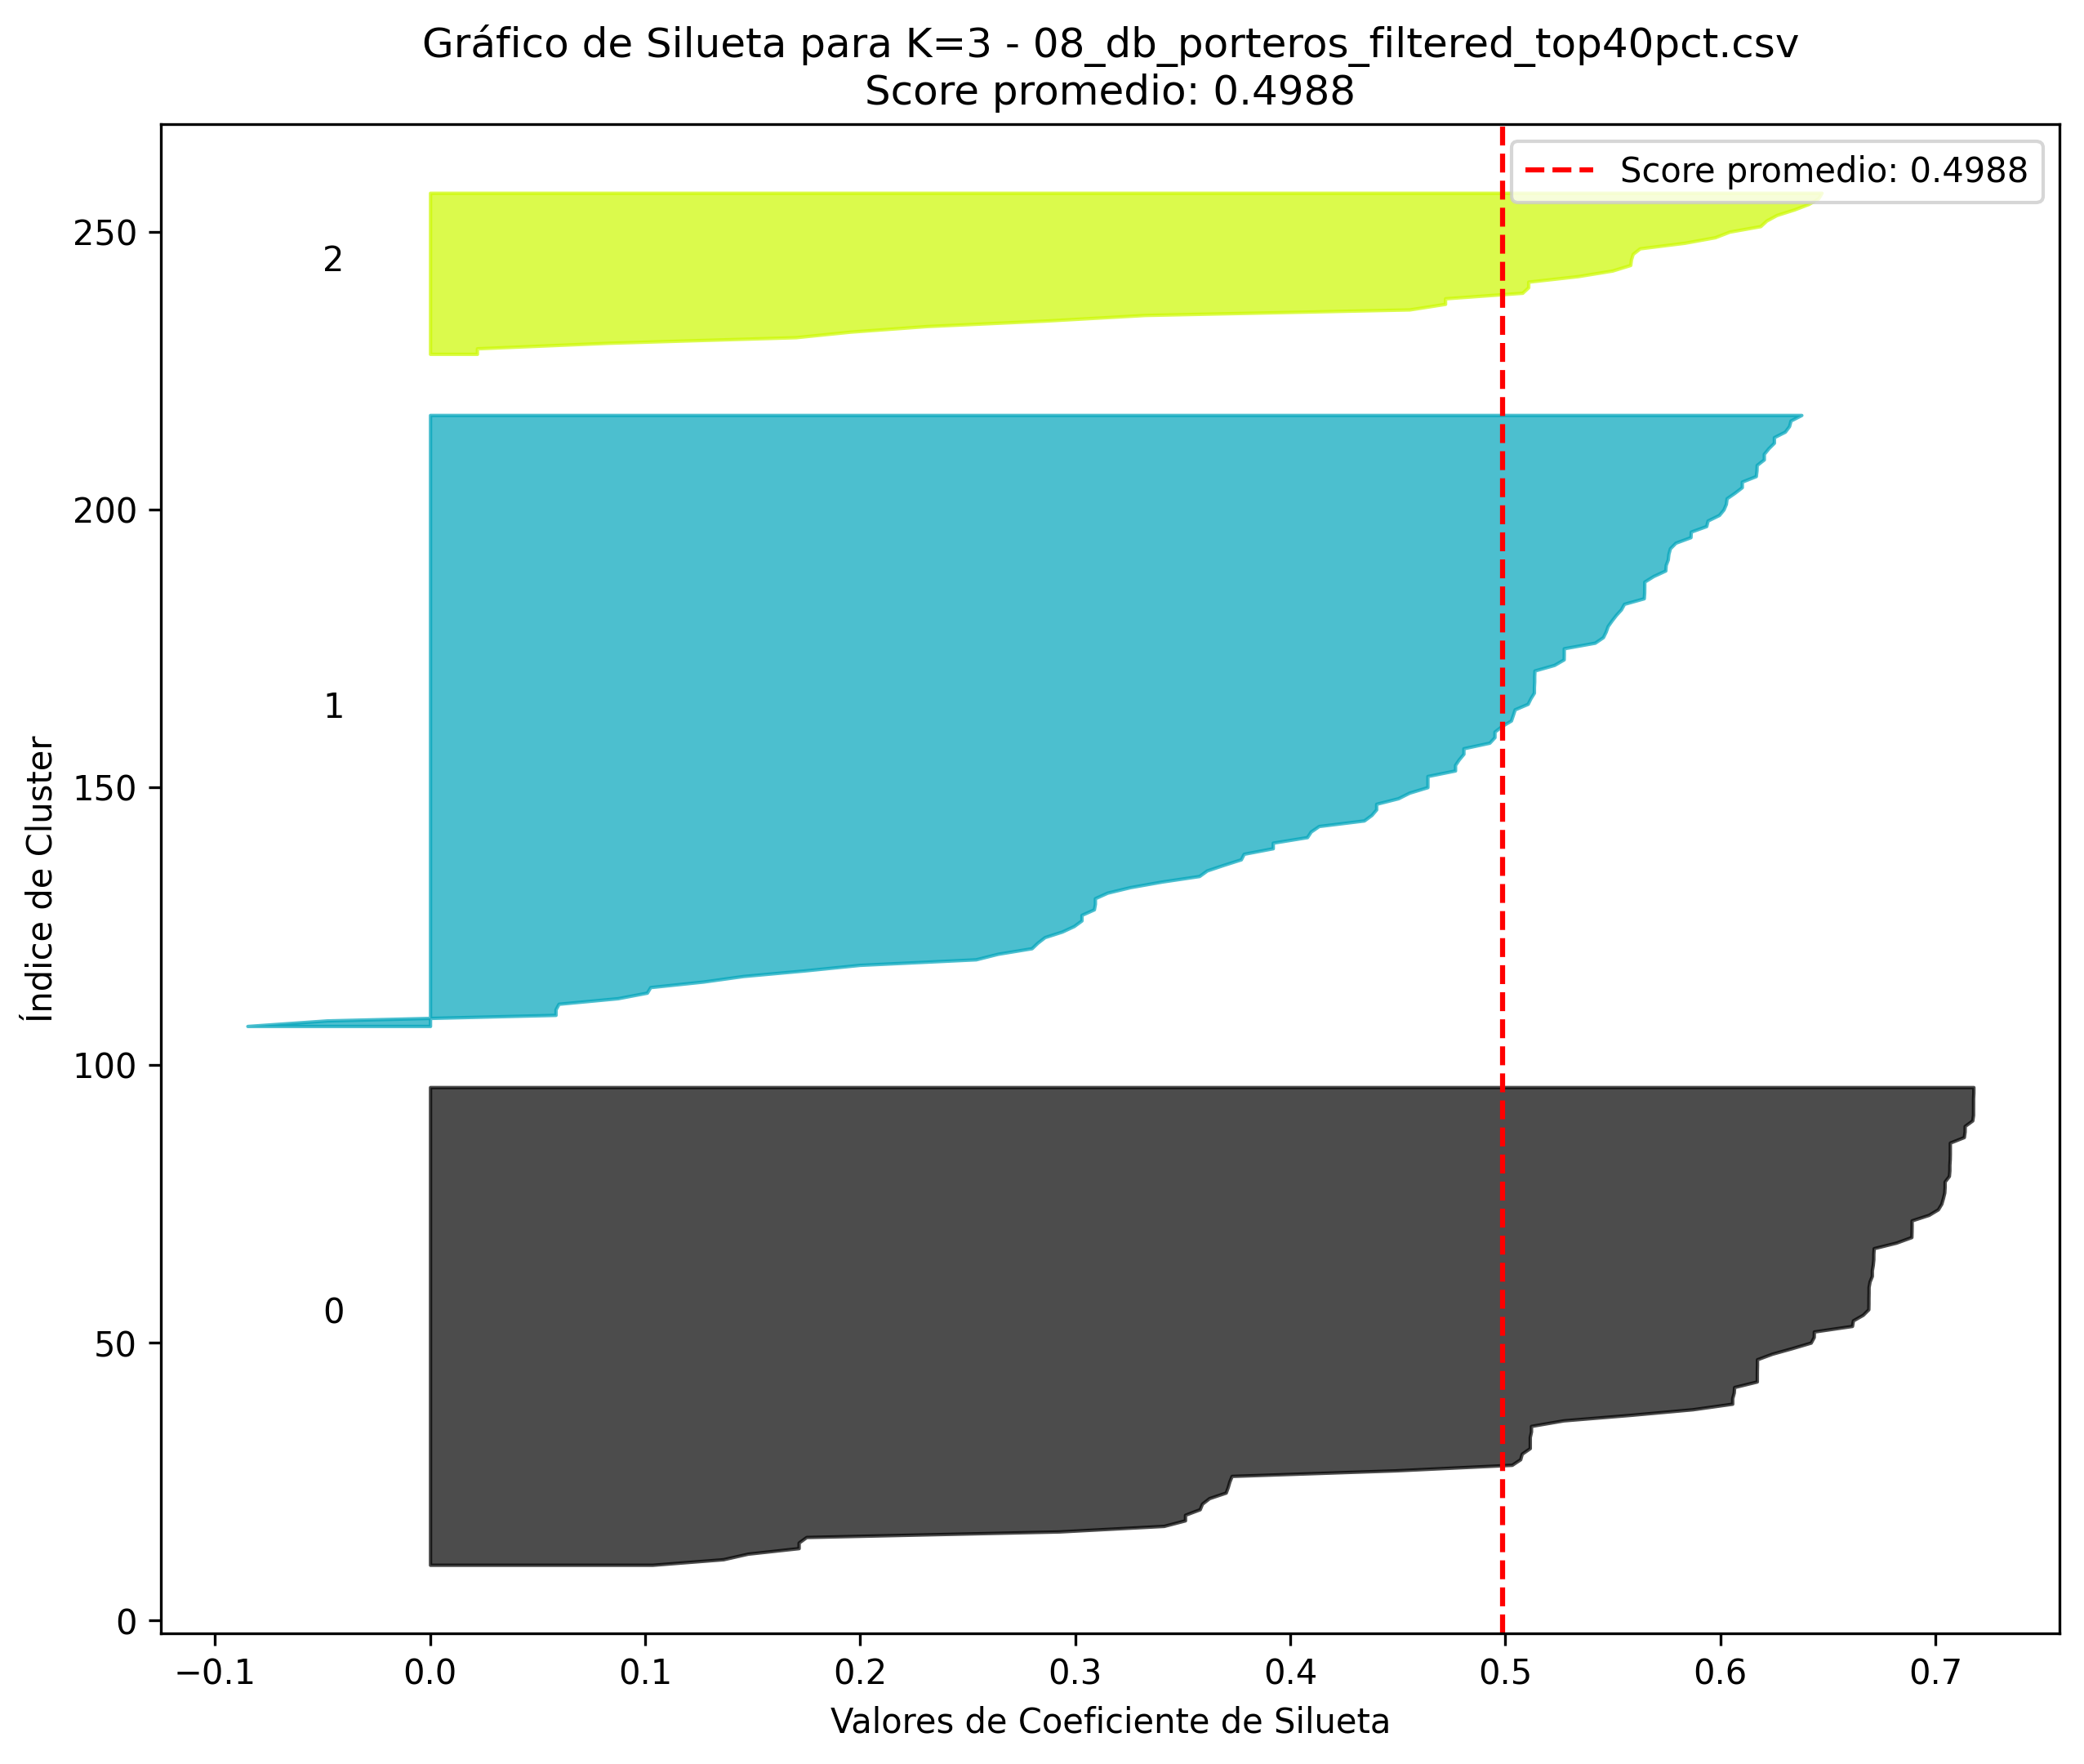 Gráfico de Silueta para K=3 - 08_db_porteros_filtered_top40pct.csv
Score promedio: 0.4988
Score promedio: 0.4988
250
200
150
100
50
0
Índice de Cluster
2
1
0
−0.1 0.0 0.1 0.2 0.3 0.4 0.5 0.6 0.7
Valores de Coeficiente de Silueta